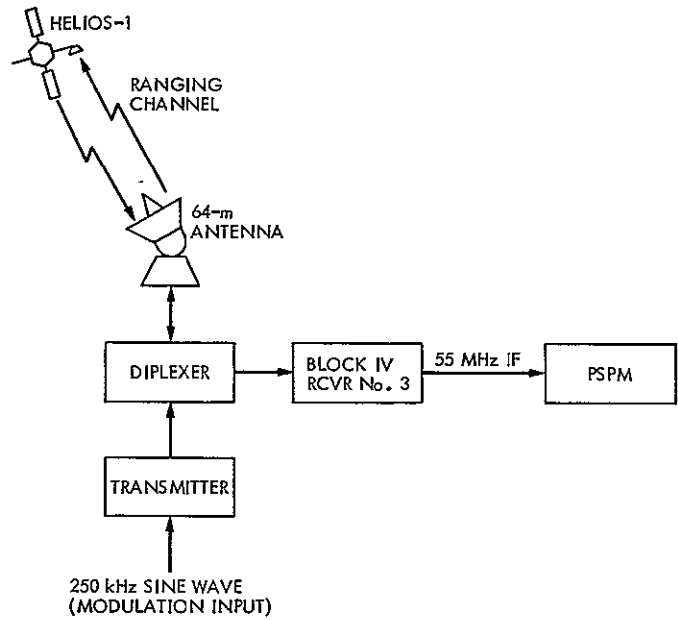 HELIOS-1
RANGING
CHANNEL
64-m
ANTENNA
DIPLEXER
BLOCK IV
RCVR No. 3
55 MHz IF
PSPM
TRANSMITTER
250 kHz SINE WAVE
(MODULATION INPUT)